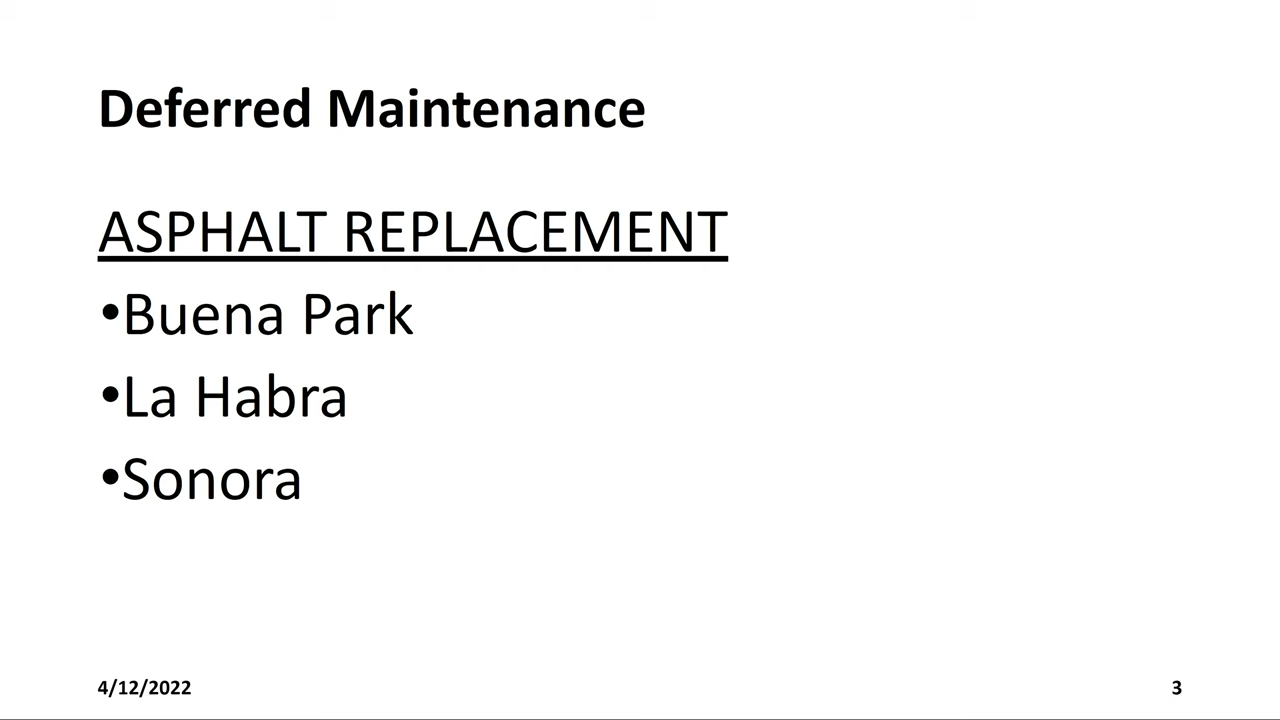 Deferred Maintenance
ASPHALT REPLACEMENT
•Buena Park
•La Habra
•Sonora
4/12/2022
3